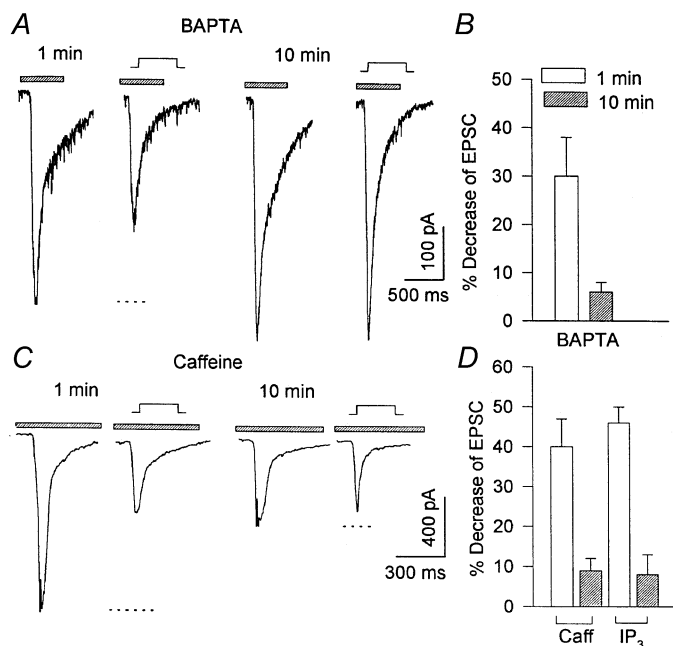 A
BAPTA
1 min
10 min
100 pA
500 ms
B
% Decrease of EPSC
50
40
30
20
10
0
1 min
10 min
BAPTA
C
Caffeine
1 min
10 min
400 pA
300 ms
D
% Decrease of EPSC
60
50
40
30
20
10
0
Caff
IP3